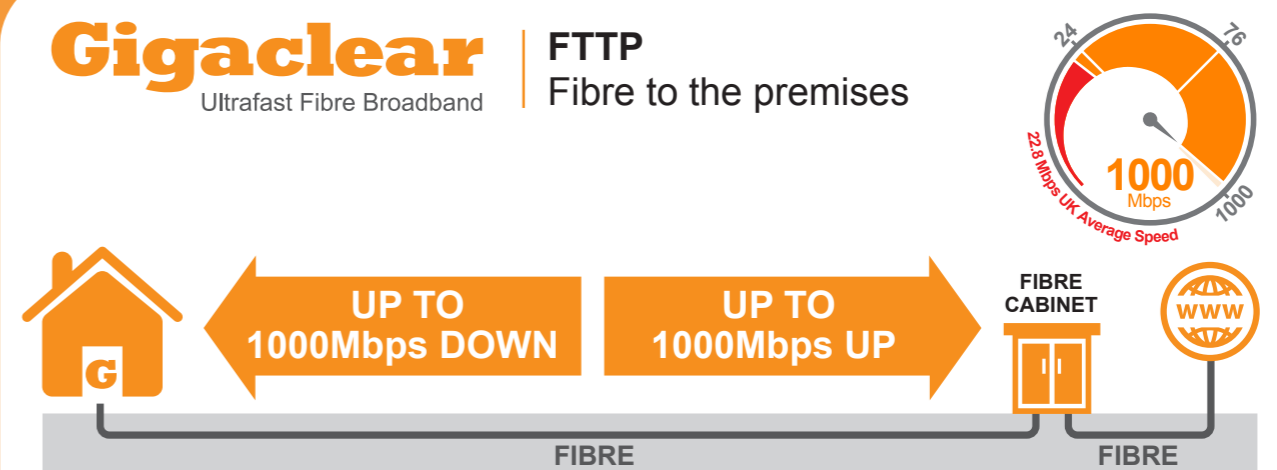 Gigaclear
Ultrafast Fibre Broadband
FTTP
Fibre to the premises
24
76
1000
22.8 Mbps UK Average Speed
1000
Mbps
UP TO
1000Mbps DOWN
UP TO
1000Mbps UP
FIBRE
CABINET
WWW
G
FIBRE
FIBRE